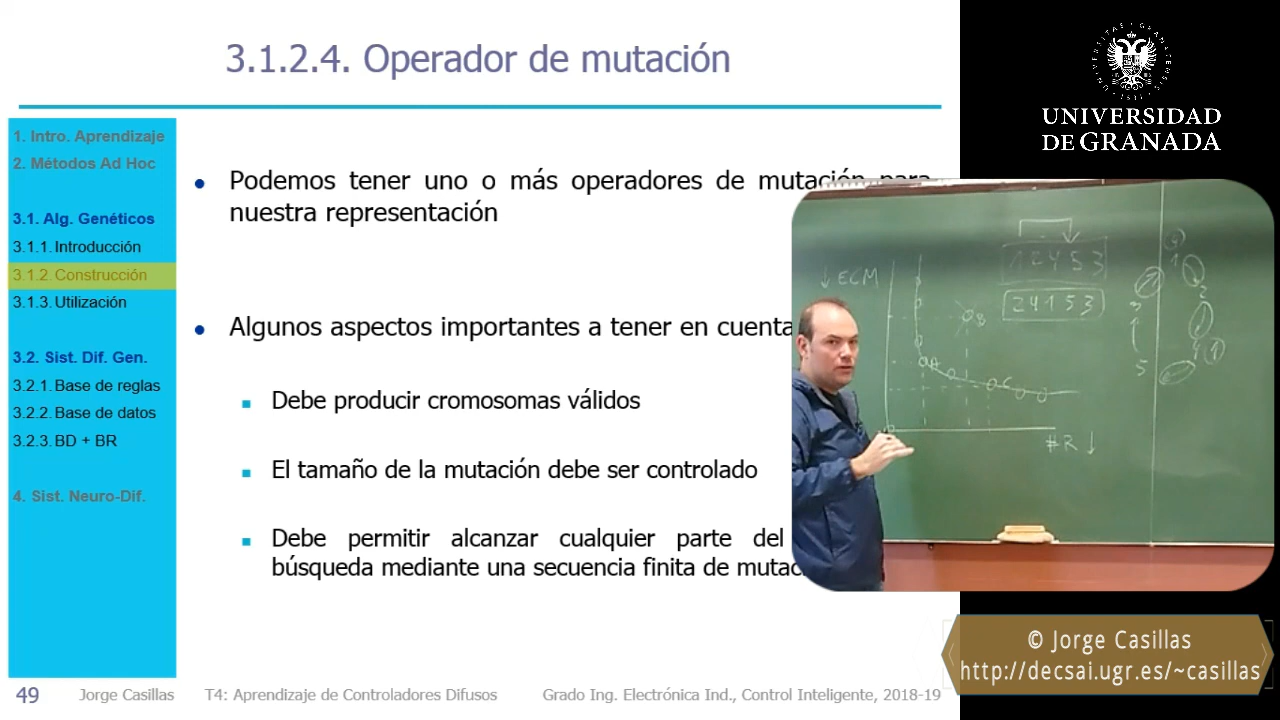 3.1.2.4. Operador de mutación
1. Intro. Aprendizaje
2. Métodos Ad Hoc
3.1. Alg. Genéticos
3.1.1. Introducción
3.1.2. Construcción
3.1.3. Utilización
3.2. Sist. Dif. Gen.
3.2.1. Base de reglas
3.2.2. Base de datos
3.2.3. BD + BR
4. Sist. Neuro-Dif.
Podemos tener uno o más operadores de mutación para
nuestra representación
Algunos aspectos importantes a tener en cuenta
Debe producir cromosomas válidos
El tamaño de la mutación debe ser controlado
Debe permitir alcanzar cualquier parte del
búsqueda mediante una secuencia finita de
49 Jorge Casillas T4: Aprendizaje de Controladores Difusos Grado Ing. Electrónica Ind., Control Inteligente, 2018-19
UNIVERSIDAD
DE GRANADA
↓ ECM
12453
24153
#R ↓
© Jorge Casillas
http://decsai.ugr.es/~casillas